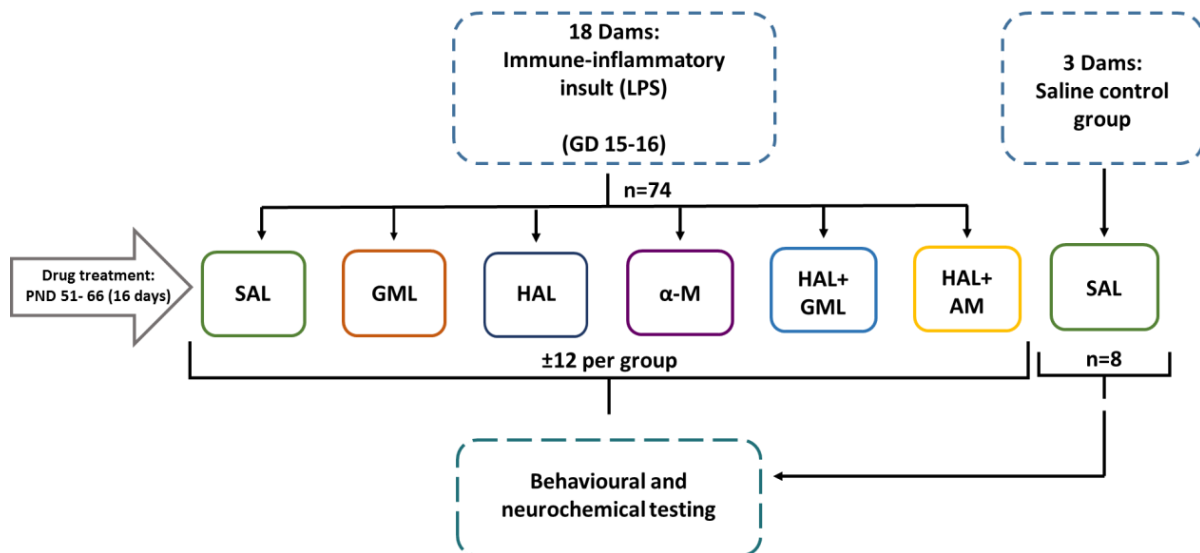 18 Dams:
Immune-inflammatory
insult (LPS)
(GD 15-16)
3 Dams:
Saline control
group
n=74
Drug treatment:
PND 51- 66 (16 days)
SAL
GML
HAL
α-M
HAL+
GML
HAL+
AM
SAL
±12 per group
n=8
Behavioural and
neurochemical testing